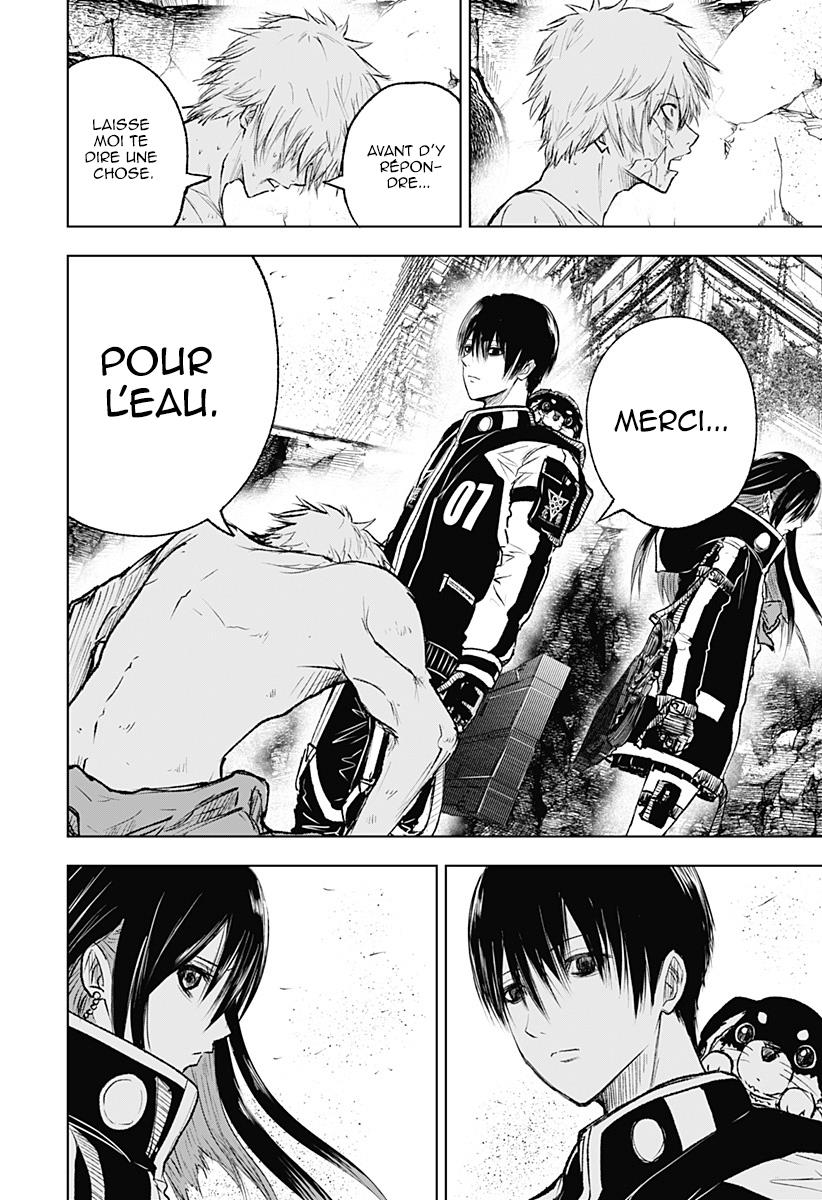 AVANT D'Y
RÉPON-
DRE...
LAISSE
MOI TE
DIRE UNE
CHOSE.
MERCI...
POUR
L'EAU.
07